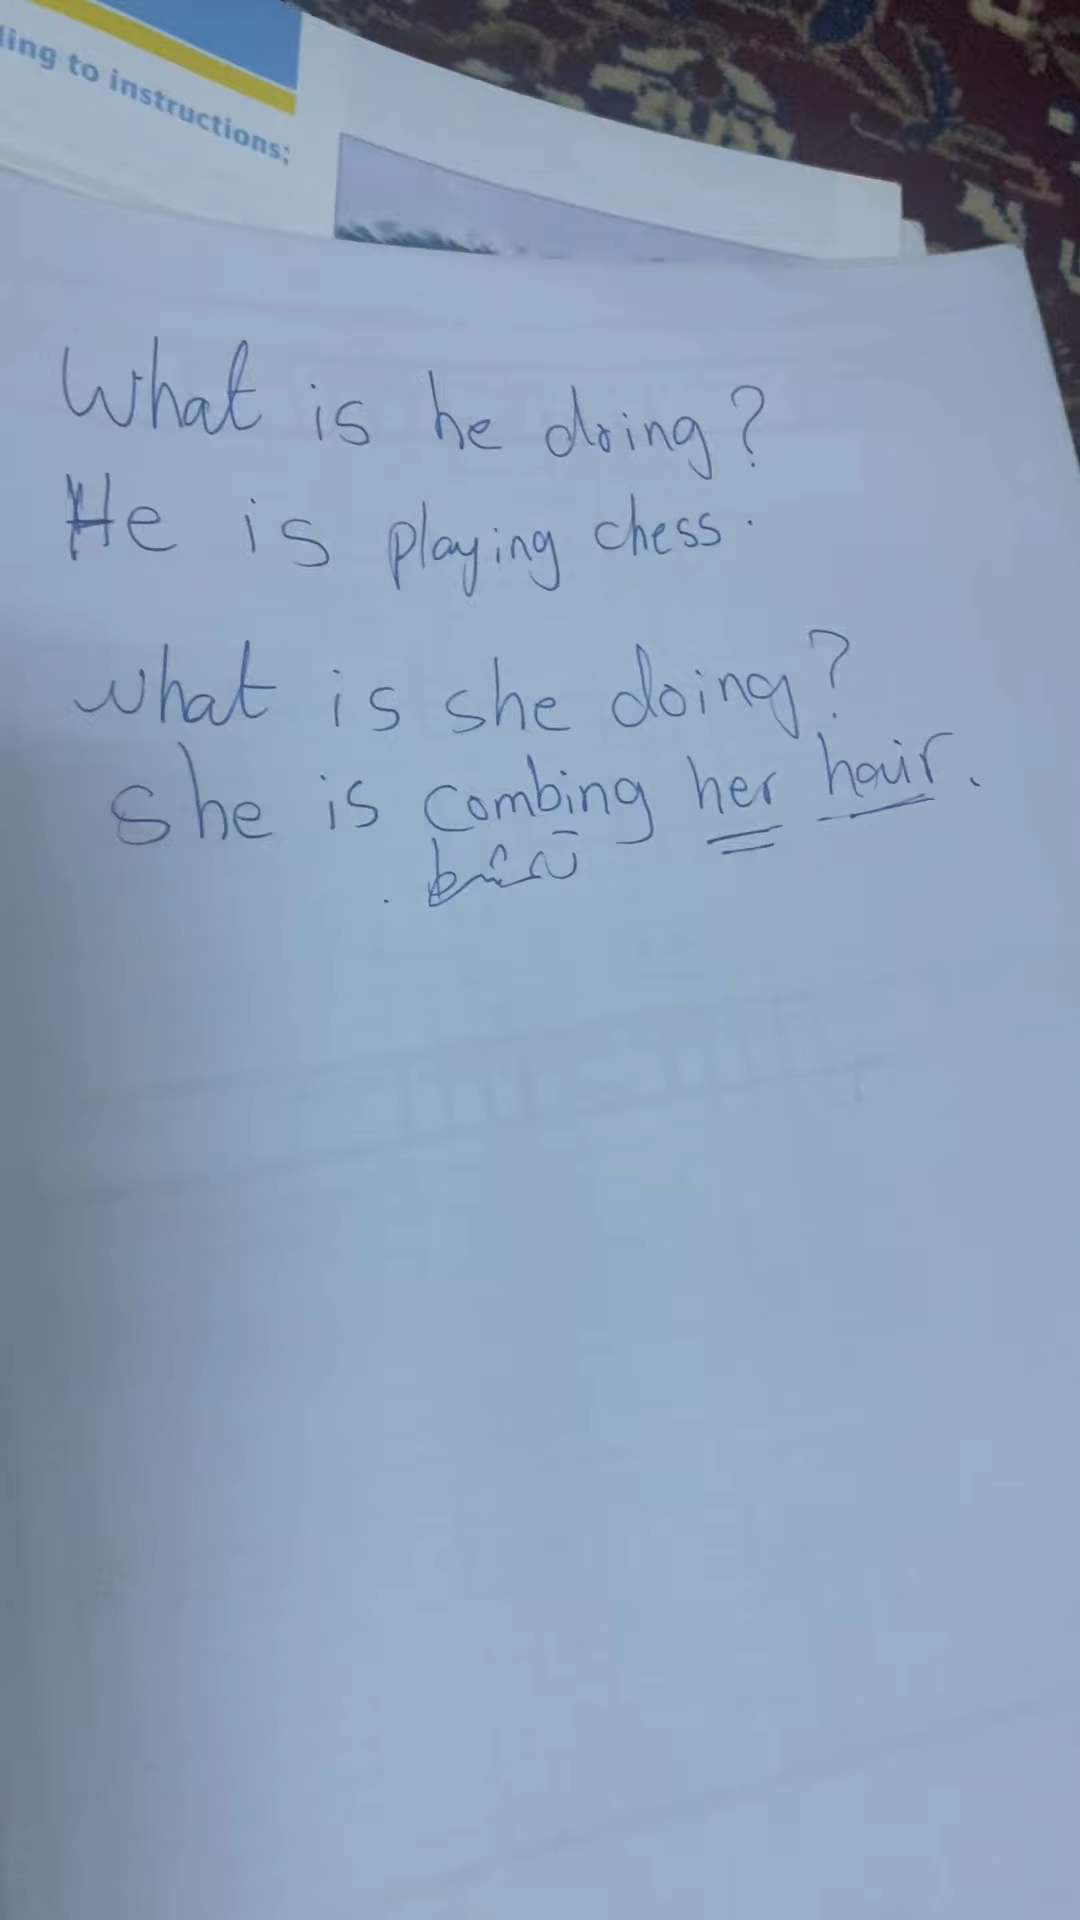 ling to instructions;
What is he doing?
He is playing chess.
what is she doing?
she is combing her hair.